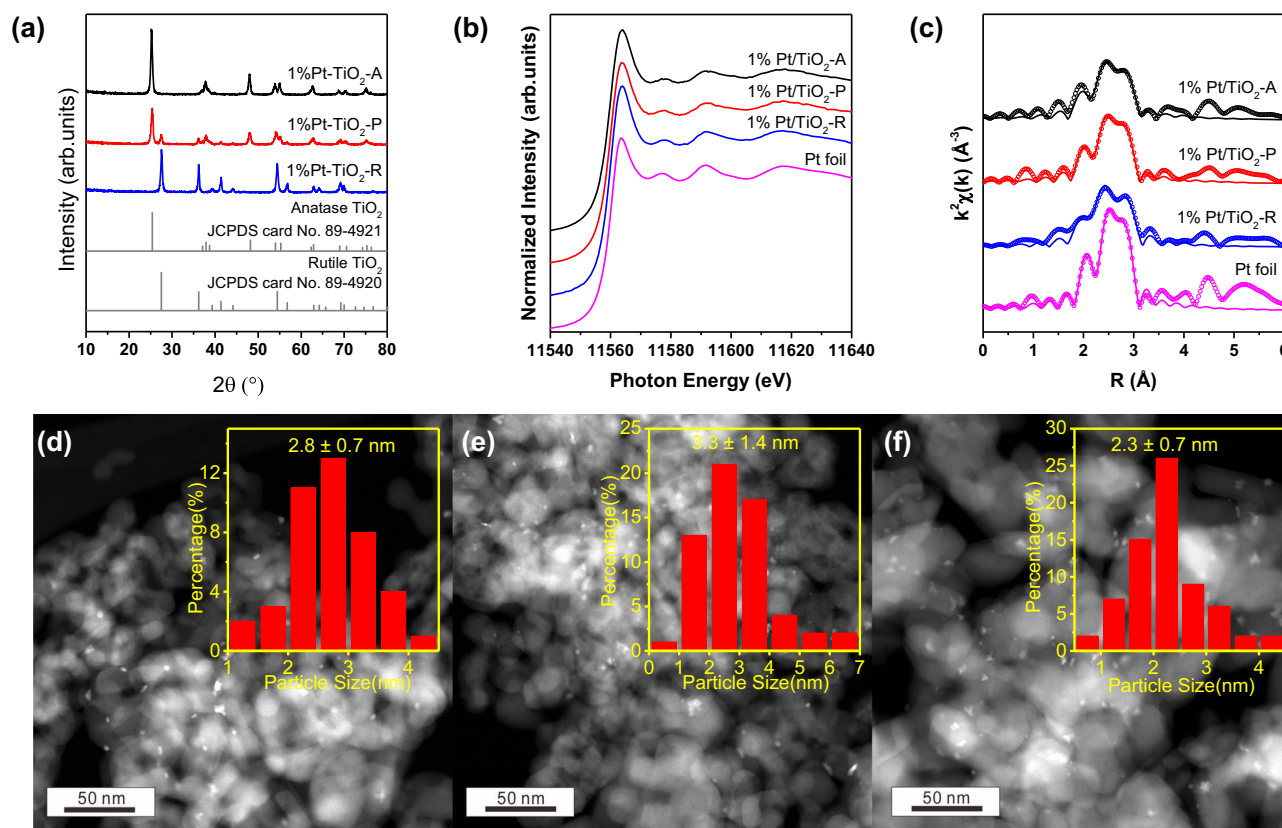 (a)
Intensity (arb.units)
1%Pt-TiO₂-A
1%Pt-TiO₂-P
1%Pt-TiO₂-R
Anatase TiO₂
JCPDS card No. 89-4921
Rutile TiO₂
JCPDS card No. 89-4920
10 20 30 40 50 60 70 80
2θ (°)
(b)
Normalized Intensity (arb.units)
1% Pt/TiO₂-A
1% Pt/TiO₂-P
1% Pt/TiO₂-R
Pt foil
11540 11560 11580 11600 11620 11640
Photon Energy (eV)
(c)
k²χ(k) (Å⁻³)
1% Pt/TiO₂-A
1% Pt/TiO₂-P
1% Pt/TiO₂-R
Pt foil
0 1 2 3 4 5 6
R (Å)
(d)
2.8 ± 0.7 nm
Percentage(%)
12
8
4
0
1 2 3 4
Particle Size(nm)
50 nm
(e)
3.3 ± 1.4 nm
Percentage(%)
25
20
15
10
5
0
0 1 2 3 4 5 6 7
Particle Size(nm)
50 nm
(f)
2.3 ± 0.7 nm
Percentage(%)
30
25
20
15
10
5
0
1 2 3 4
Particle Size(nm)
50 nm